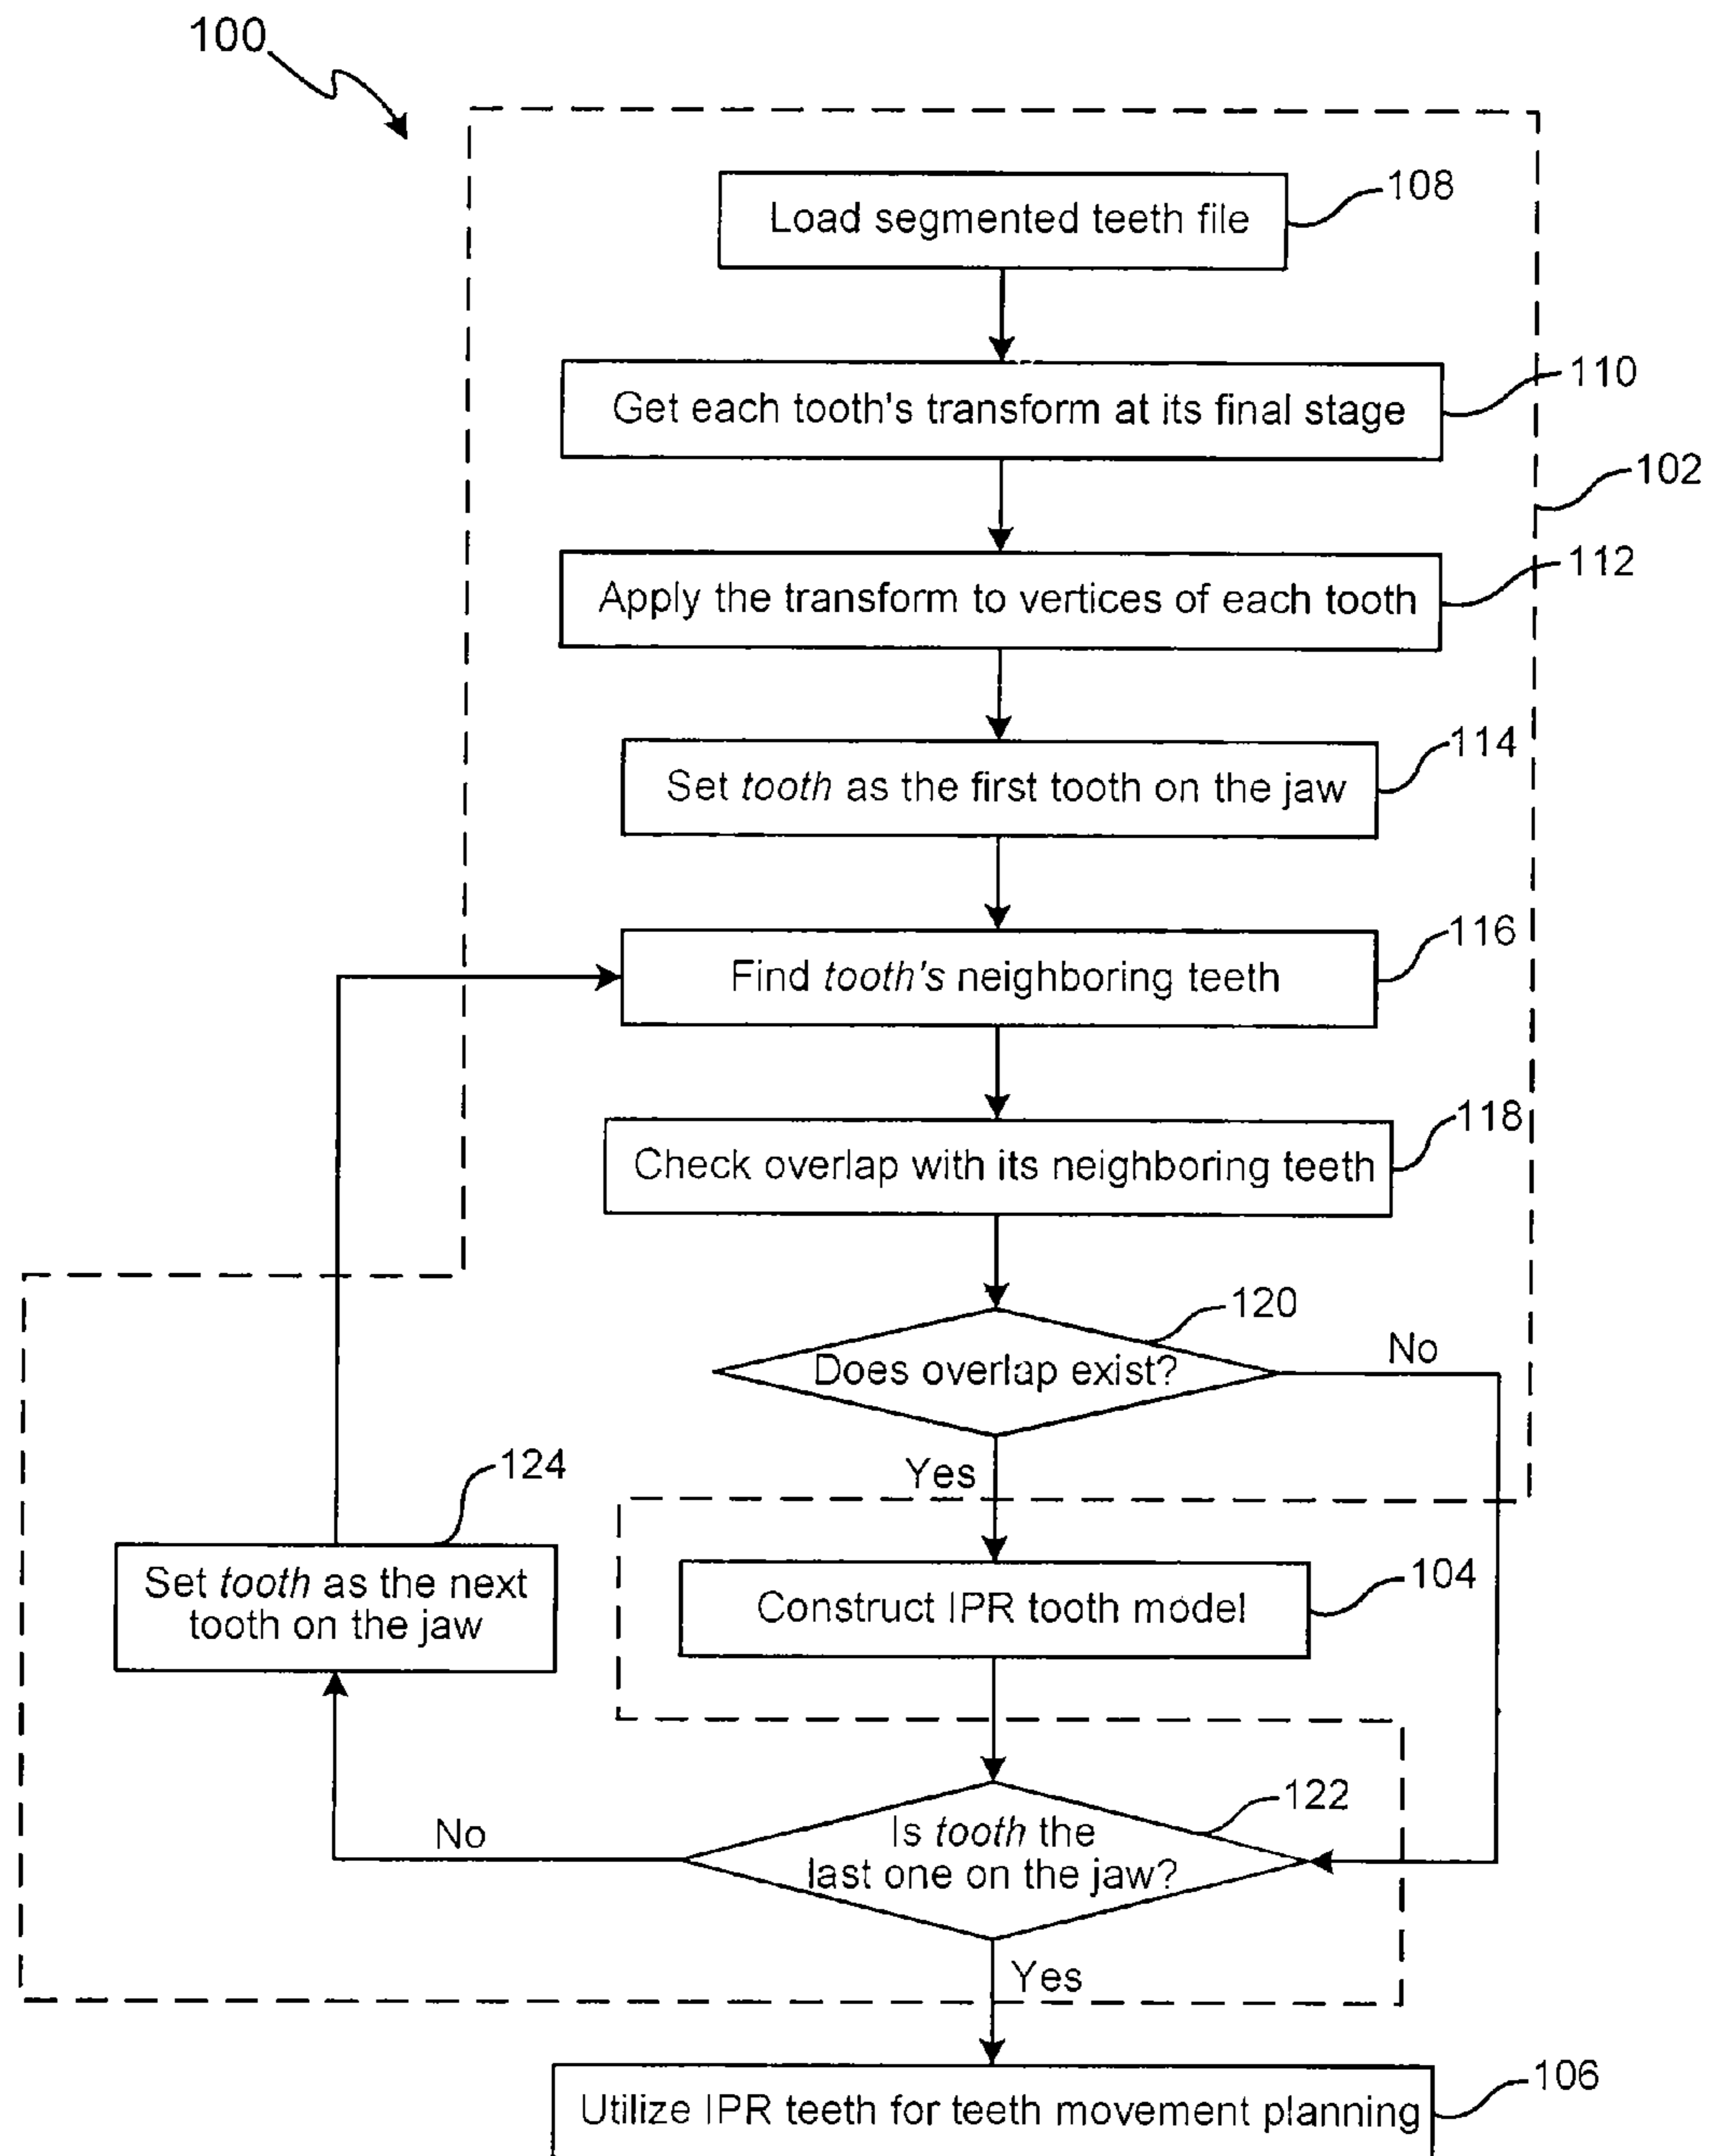 100
Load segmented teeth file
108
Get each tooth's transform at its final stage
110
102
Apply the transform to vertices of each tooth
112
Set tooth as the first tooth on the jaw
114
Find tooth's neighboring teeth
116
Check overlap with its neighboring teeth
118
Does overlap exist?
120
No
Yes
124
Set tooth as the next
tooth on the jaw
Construct IPR tooth model
104
Is tooth the
last one on the jaw?
122
No
Yes
Utilize IPR teeth for teeth movement planning
106